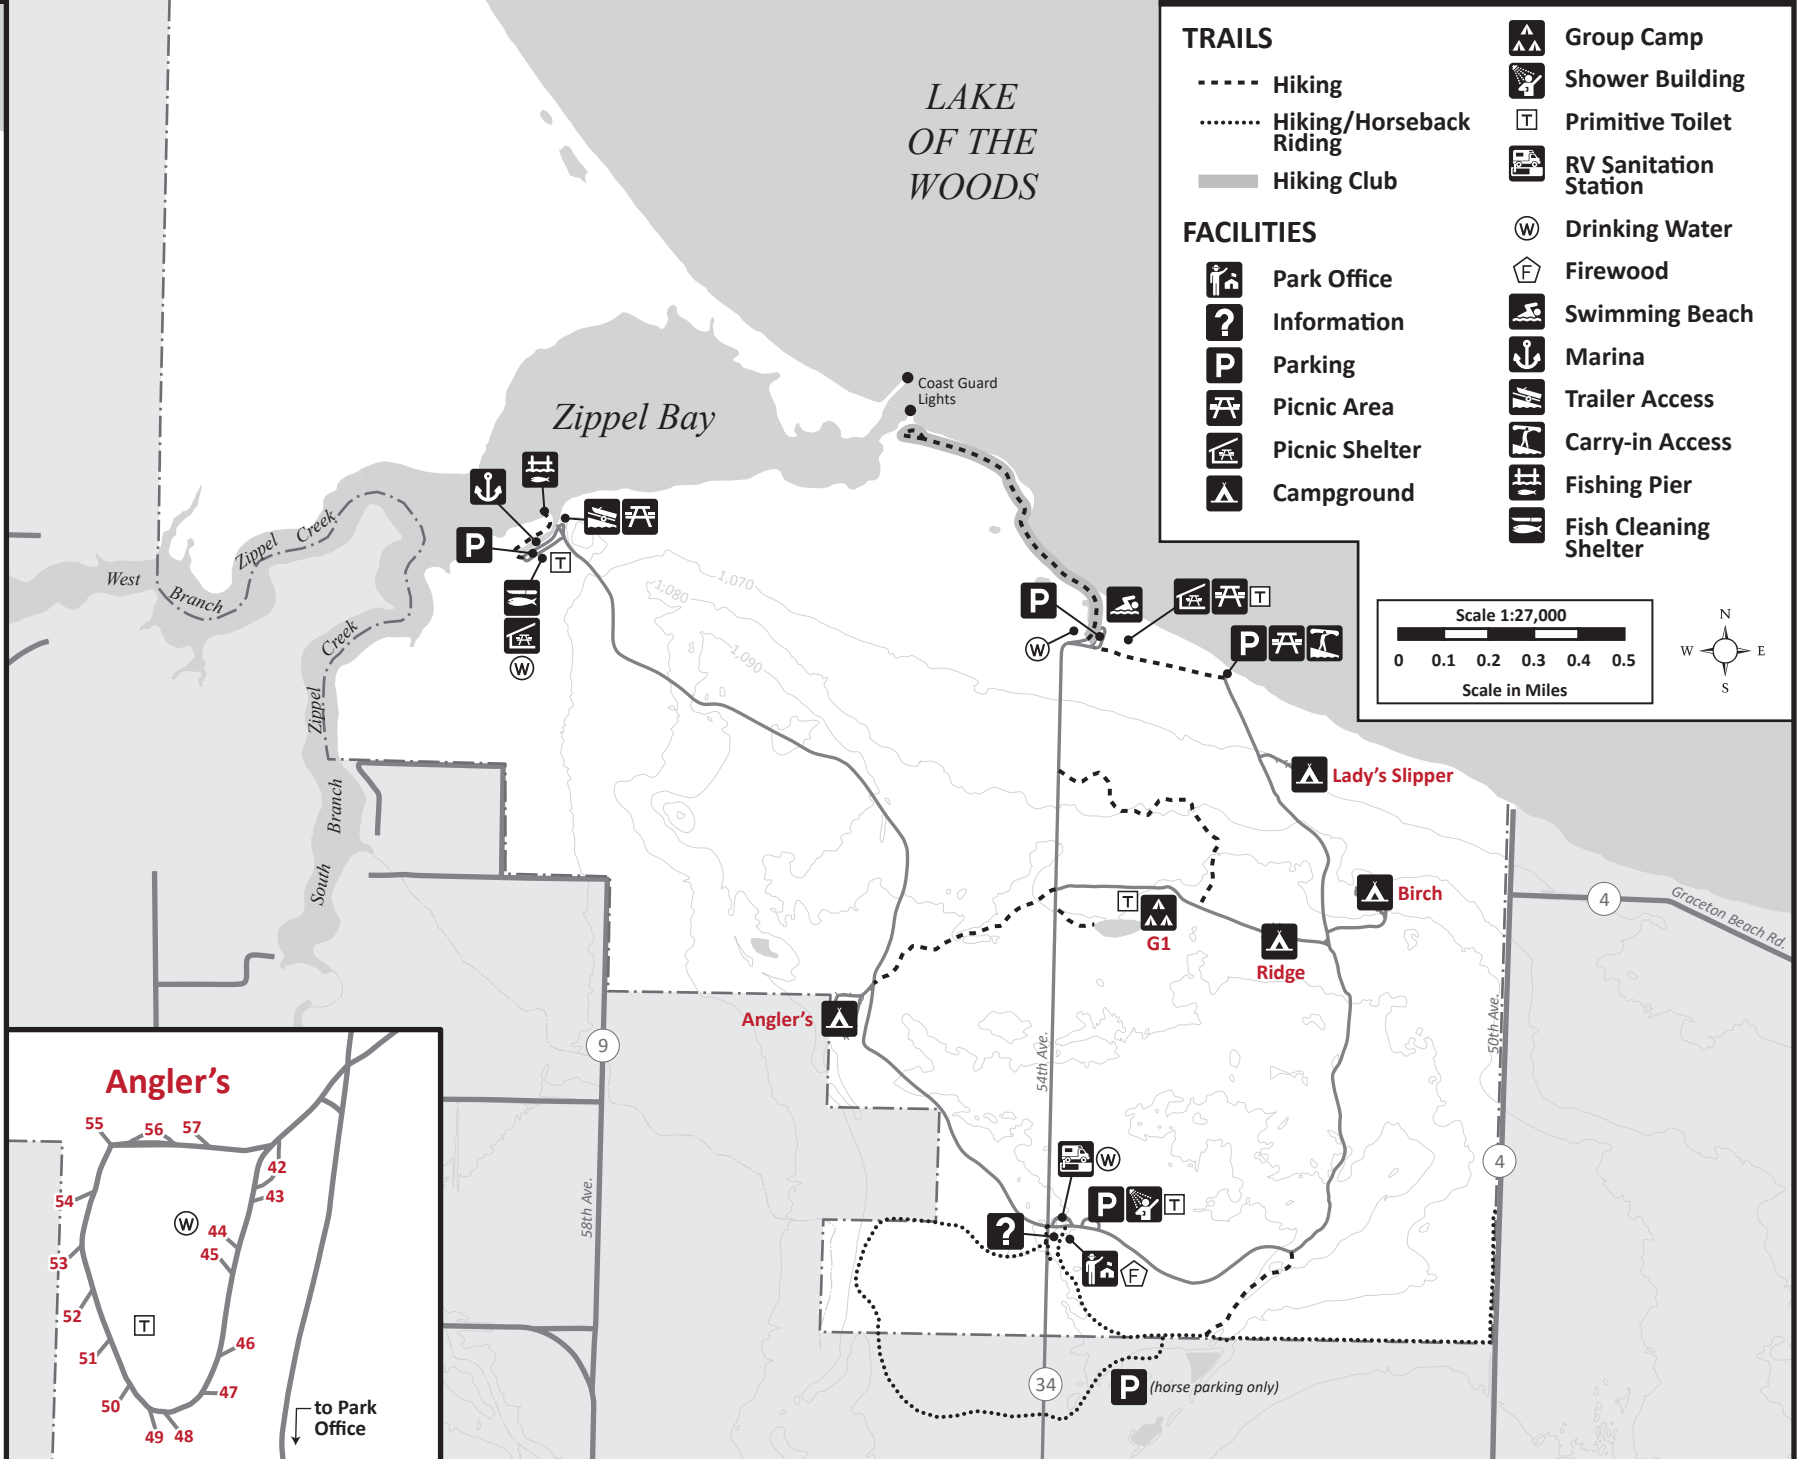 LAKE
OF THE
WOODS
TRAILS
Hiking
Hiking/Horseback
Riding
Hiking Club
FACILITIES
? Park Office
Information
P Parking
Picnic Area
Picnic Shelter
Campground
Group Camp
Shower Building
T Primitive Toilet
RV Sanitation
Station
W Drinking Water
F Firewood
Swimming Beach
Marina
Trailer Access
Carry-in Access
Fishing Pier
Fish Cleaning
Shelter
Scale 1:27,000
0 0.1 0.2 0.3 0.4 0.5
Scale in Miles
N
W E
S
Coast Guard
Lights
Zippel Bay
P
T
W
West
Branch
Zippel
Creek
Creek
Zippel
Branch
South
1,070
1,080
1,090
P
T
W
P
Lady's Slipper
Birch
T
G1
Ridge
4
Graceton Beach Rd.
Angler's
9
54th Ave.
50th Ave.
58th Ave.
4
W
P
T
?
F
34
P
(horse parking only)
Angler's
55
56
57
42
43
54
W
44
45
53
52
T
46
51
47
50
49
48
to Park
Office